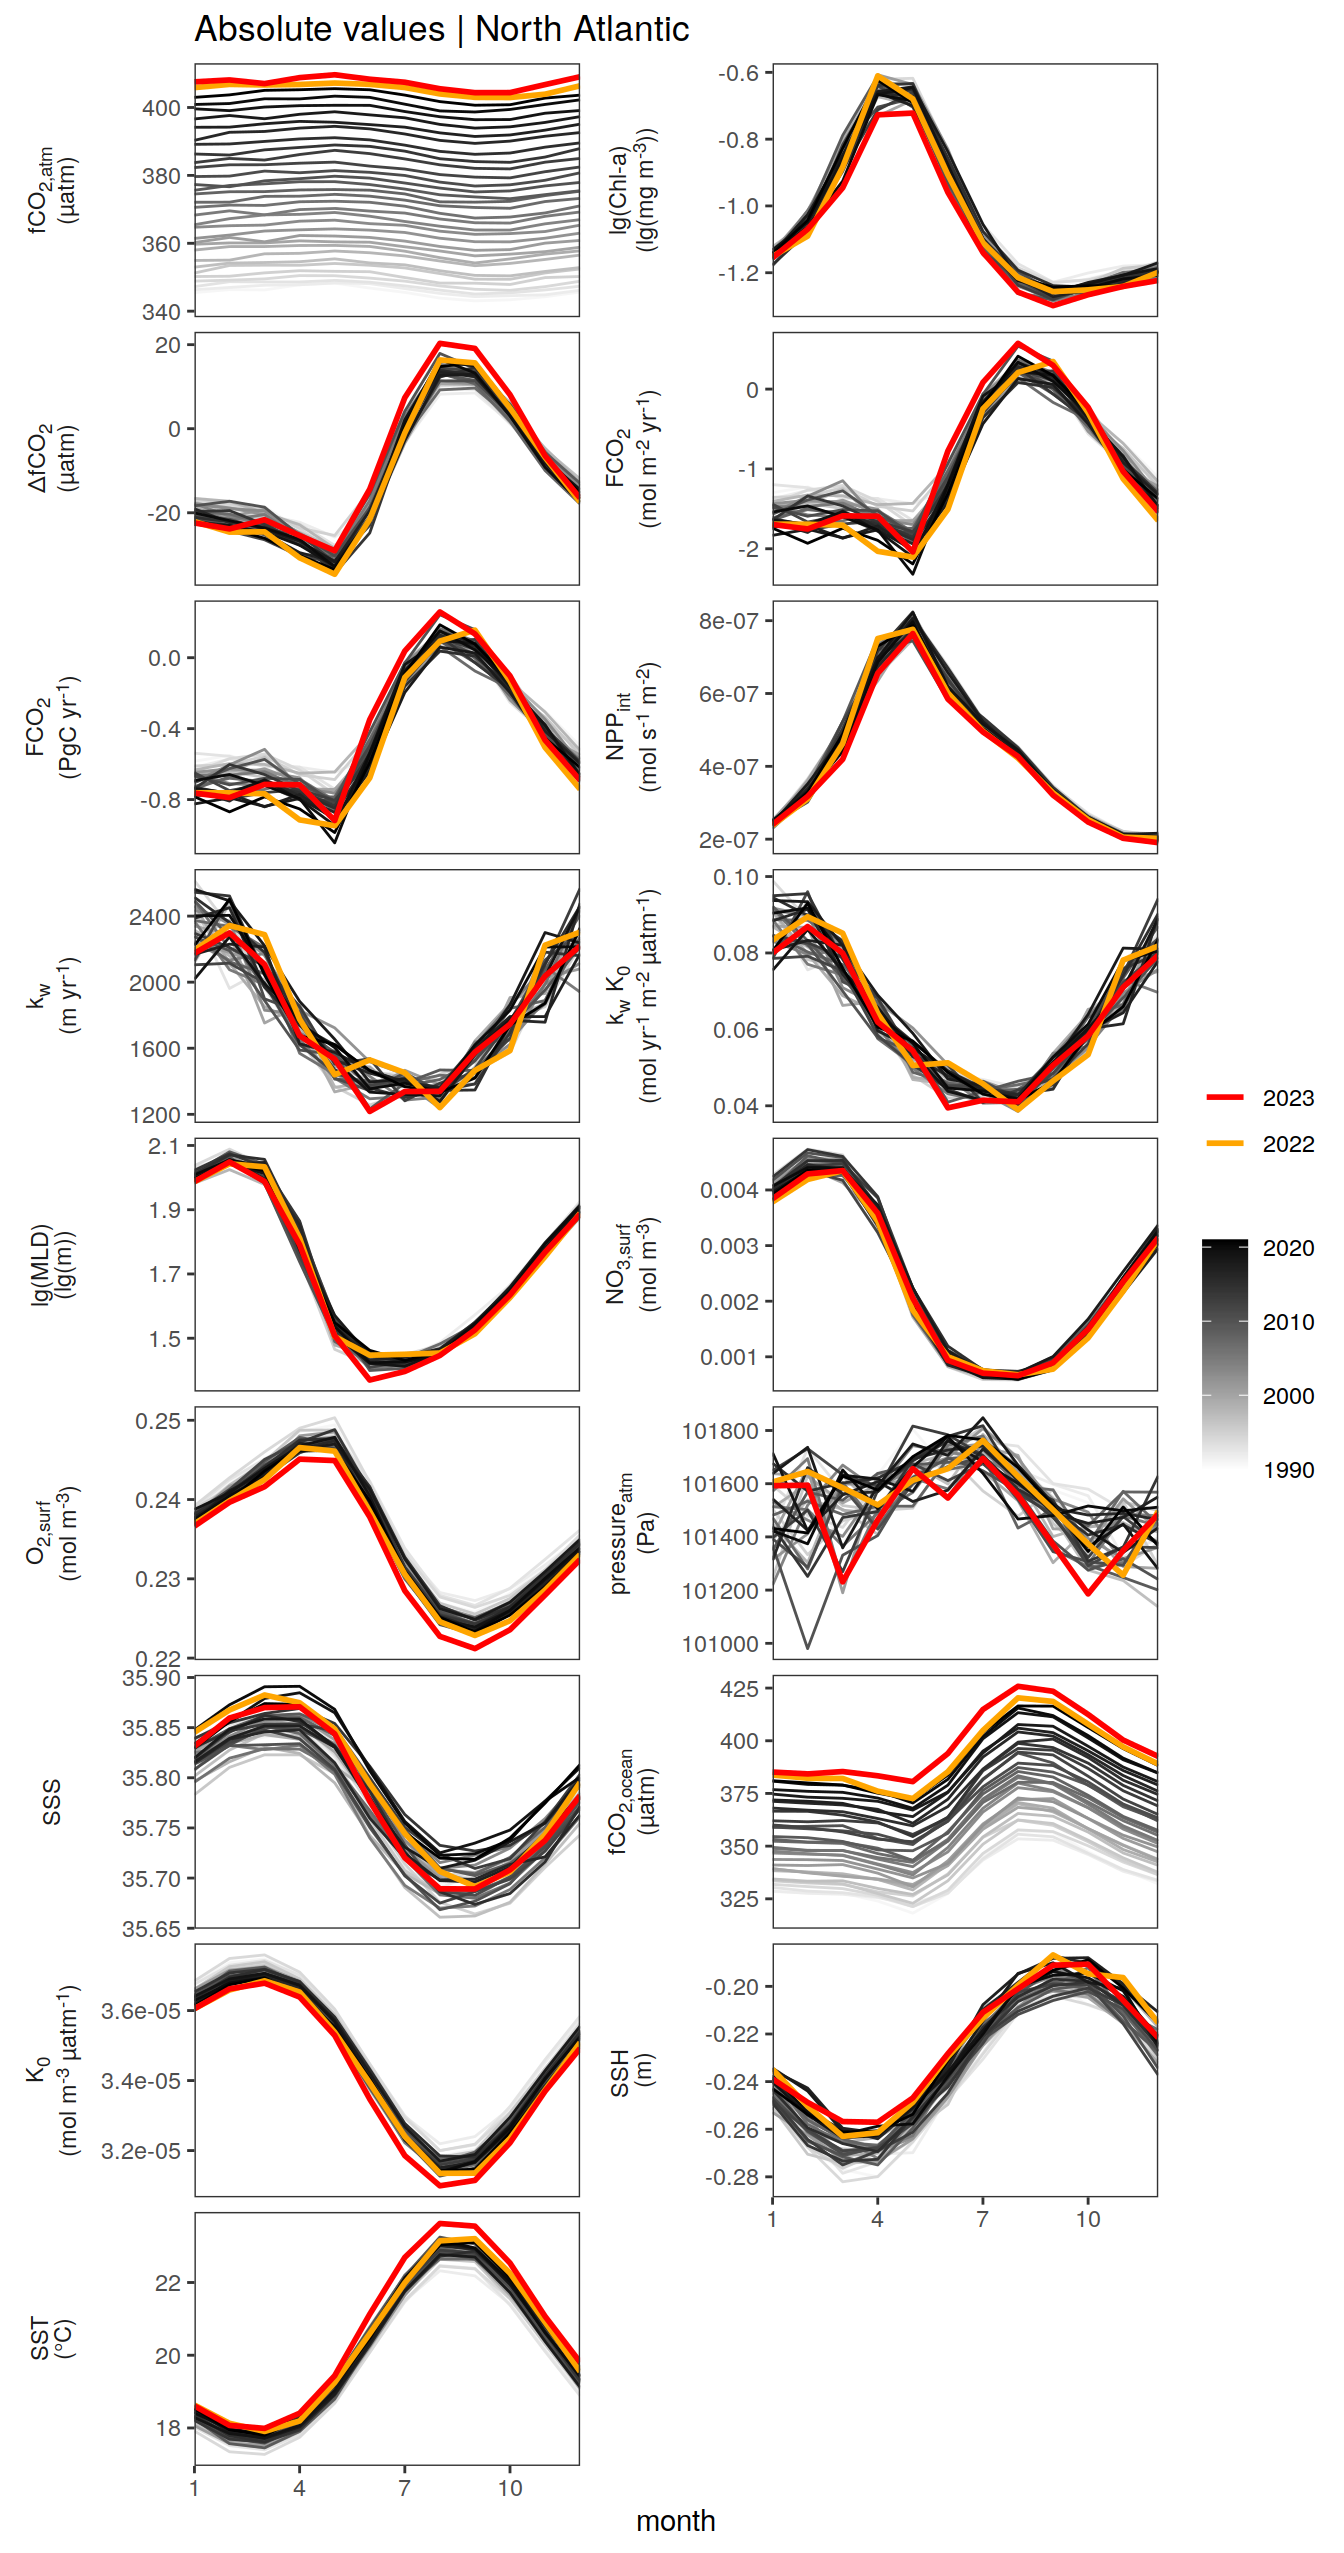 Absolute values | North Atlantic
fCO2,atm
(µatm)
400
380
360
340
lg(Chl-a)
(lg(mg m-3))
-0.6
-0.8
-1.0
-1.2
ΔfCO2
(µatm)
20
0
-20
FCO2
(mol m-2 yr-1)
0
-1
-2
FCO2
(PgC yr-1)
0.0
-0.4
-0.8
NPPint
(mol s-1 m-2)
8e-07
6e-07
4e-07
2e-07
kw
(m yr-1)
2400
2000
1600
1200
kw K0
(mol yr-1 m-2 µatm-1)
0.10
0.08
0.06
0.04
2023
2022
lg(MLD)
(lg(m))
2.1
1.9
1.7
1.5
NO3,surf
(mol m-3)
0.004
0.003
0.002
0.001
2020
2010
2000
1990
O2,surf
(mol m-3)
0.25
0.24
0.23
0.22
pressureatm
(Pa)
101800
101600
101400
101200
101000
SSS
35.90
35.85
35.80
35.75
35.70
35.65
fCO2,ocean
(µatm)
425
400
375
350
325
K0
(mol m-3 µatm-1)
3.6e-05
3.4e-05
3.2e-05
SSH
(m)
-0.20
-0.22
-0.24
-0.26
-0.28
1 4 7 10
SST
(°C)
22
20
18
1 4 7 10
month